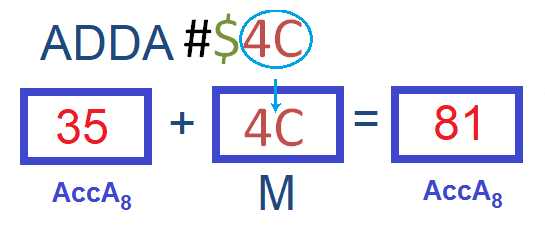 ADDA #$4C
35 + 4C = 81
AccA8 M AccA8